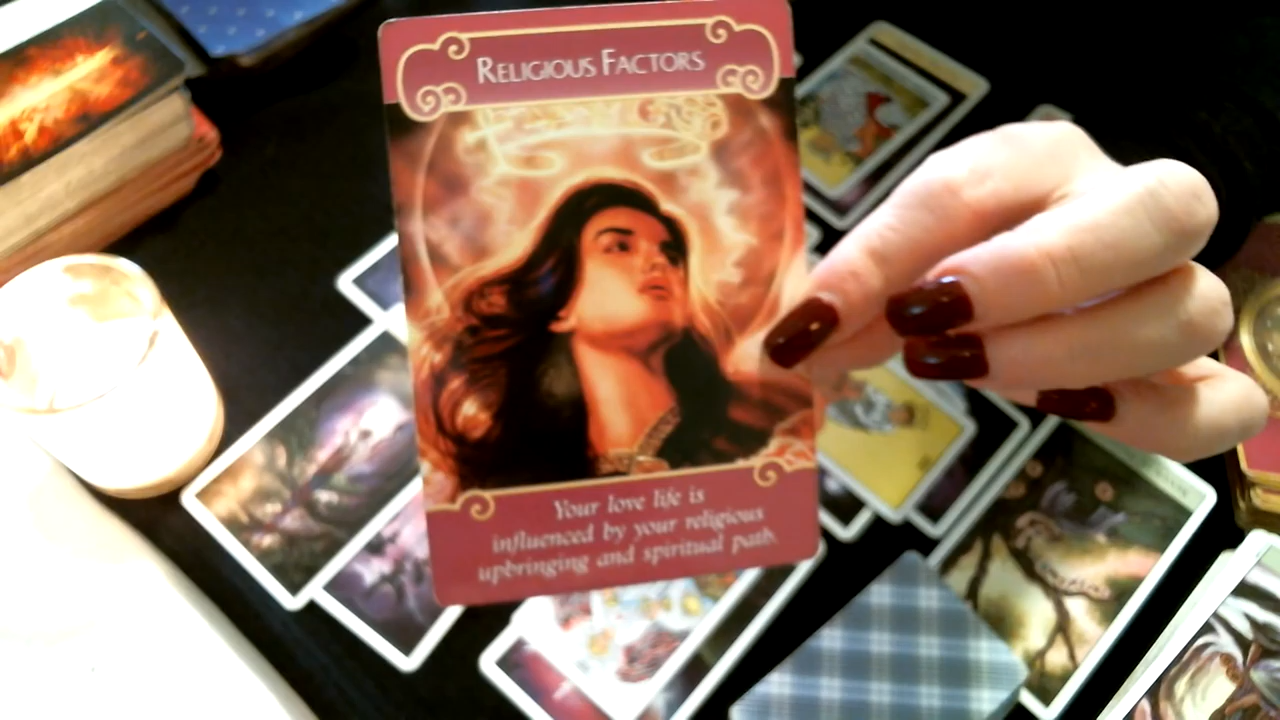 RELIGIOUS FACTORS
Your love life is
influenced by your religious
upbringing and spiritual path.